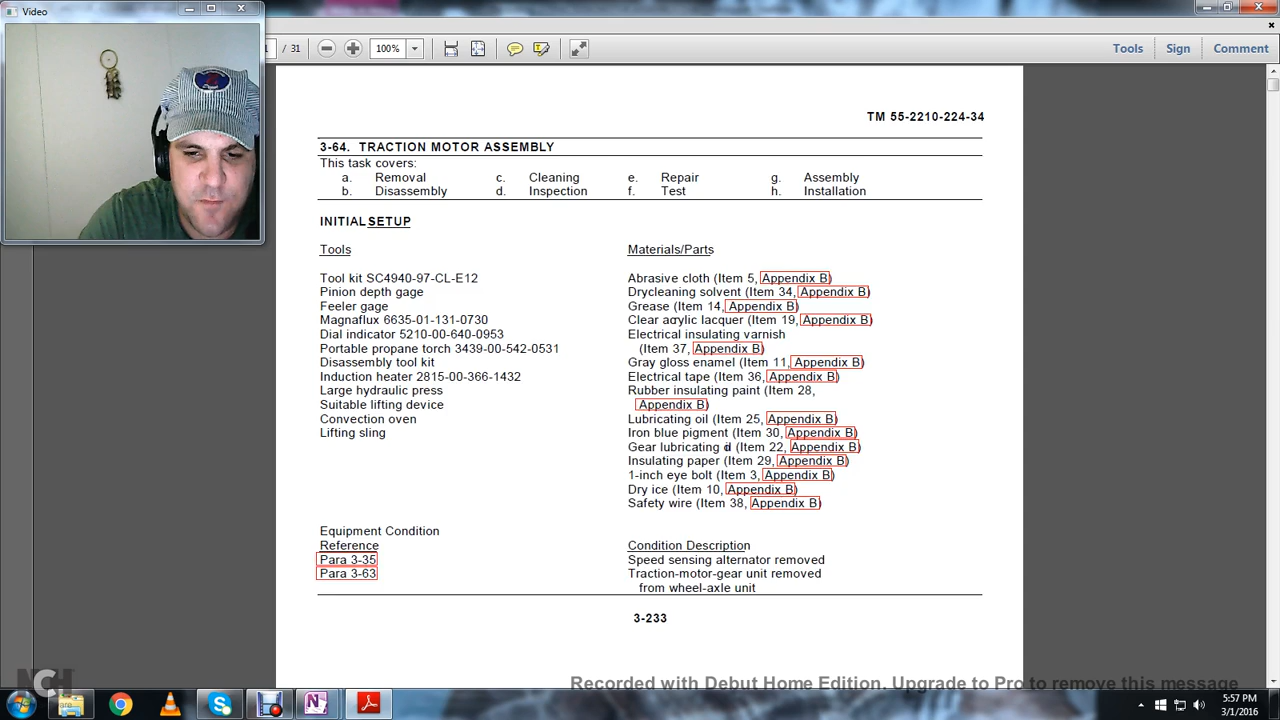 Video
/ 31
100%
Tools
Sign
Comment
TM 55-2210-224-34
3-64. TRACTION MOTOR ASSEMBLY
This task covers:
a. Removal c. Cleaning e. Repair g. Assembly
b. Disassembly d. Inspection f. Test h. Installation
INITIAL SETUP
Tools
Tool kit SC4940-97-CL-E12
Pinion depth gage
Feeler gage
Magnaflux 6635-01-131-0730
Dial indicator 5210-00-640-0953
Portable propane torch 3439-00-542-0531
Disassembly tool kit
Induction heater 2815-00-366-1432
Large hydraulic press
Suitable lifting device
Convection oven
Lifting sling
Materials/Parts
Abrasive cloth (Item 5, Appendix B)
Drycleaning solvent (Item 34, Appendix B)
Grease (Item 14, Appendix B)
Clear acrylic lacquer (Item 19, Appendix B)
Electrical insulating varnish
(Item 37, Appendix B)
Gray gloss enamel (Item 11, Appendix B)
Electrical tape (Item 36, Appendix B)
Rubber insulating paint (Item 28,
Appendix B)
Lubricating oil (Item 25, Appendix B)
Iron blue pigment (Item 30, Appendix B)
Gear lubricating (Item 22, Appendix B)
Insulating paper (Item 29, Appendix B)
1-inch eye bolt (Item 3, Appendix B)
Dry ice (Item 10, Appendix B)
Safety wire (Item 38, Appendix B)
Equipment Condition
Reference
Para 3-35
Para 3-63
Condition Description
Speed sensing alternator removed
Traction-motor-gear unit removed
from wheel-axle unit
3-233
NCH
Recorded with Debut Home Edition. Upgrade to Pro to remove this message
5:57 PM
3/1/2016